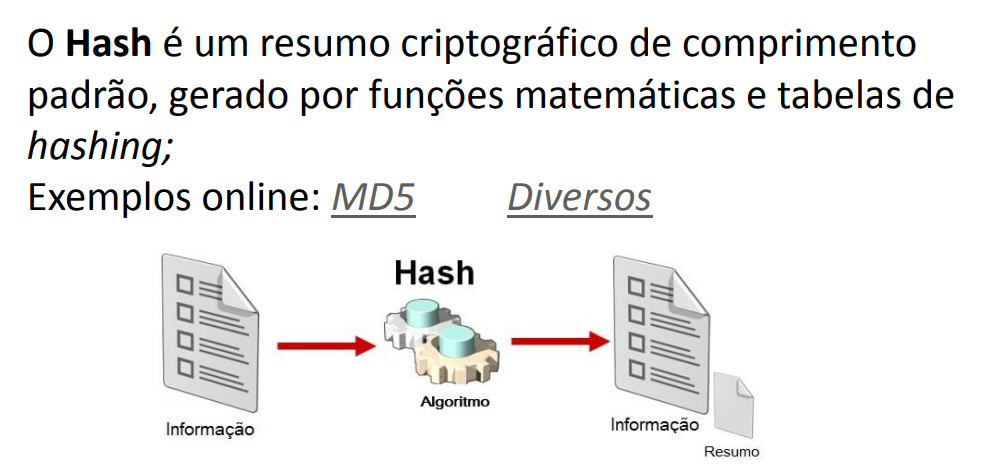 O Hash é um resumo criptográfico de comprimento
padrão, gerado por funções matemáticas e tabelas de
hashing;
Exemplos online: MD5 Diversos
Hash
Algoritmo
Informação
Informação
Resumo